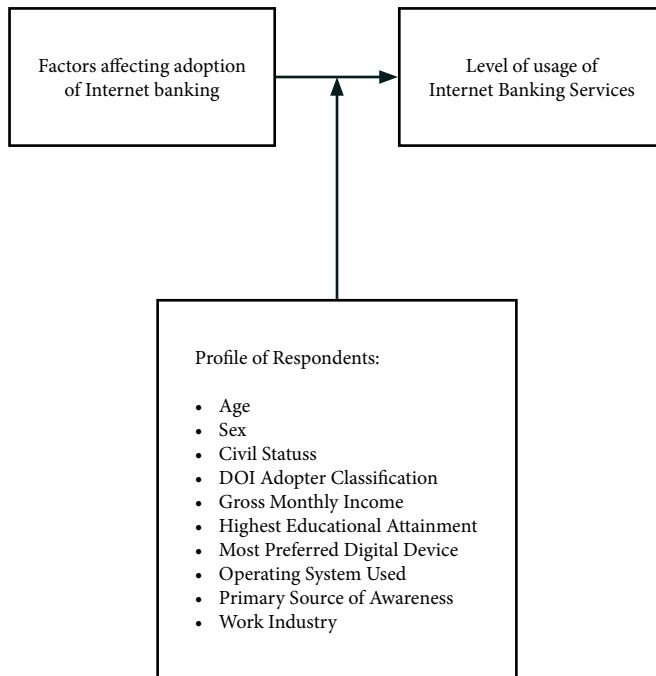 Factors affecting adoption
of Internet banking
Level of usage of
Internet Banking Services
Profile of Respondents:
• Age
• Sex
• Civil Statuss
• DOI Adopter Classification
• Gross Monthly Income
• Highest Educational Attainment
• Most Preferred Digital Device
• Operating System Used
• Primary Source of Awareness
• Work Industry